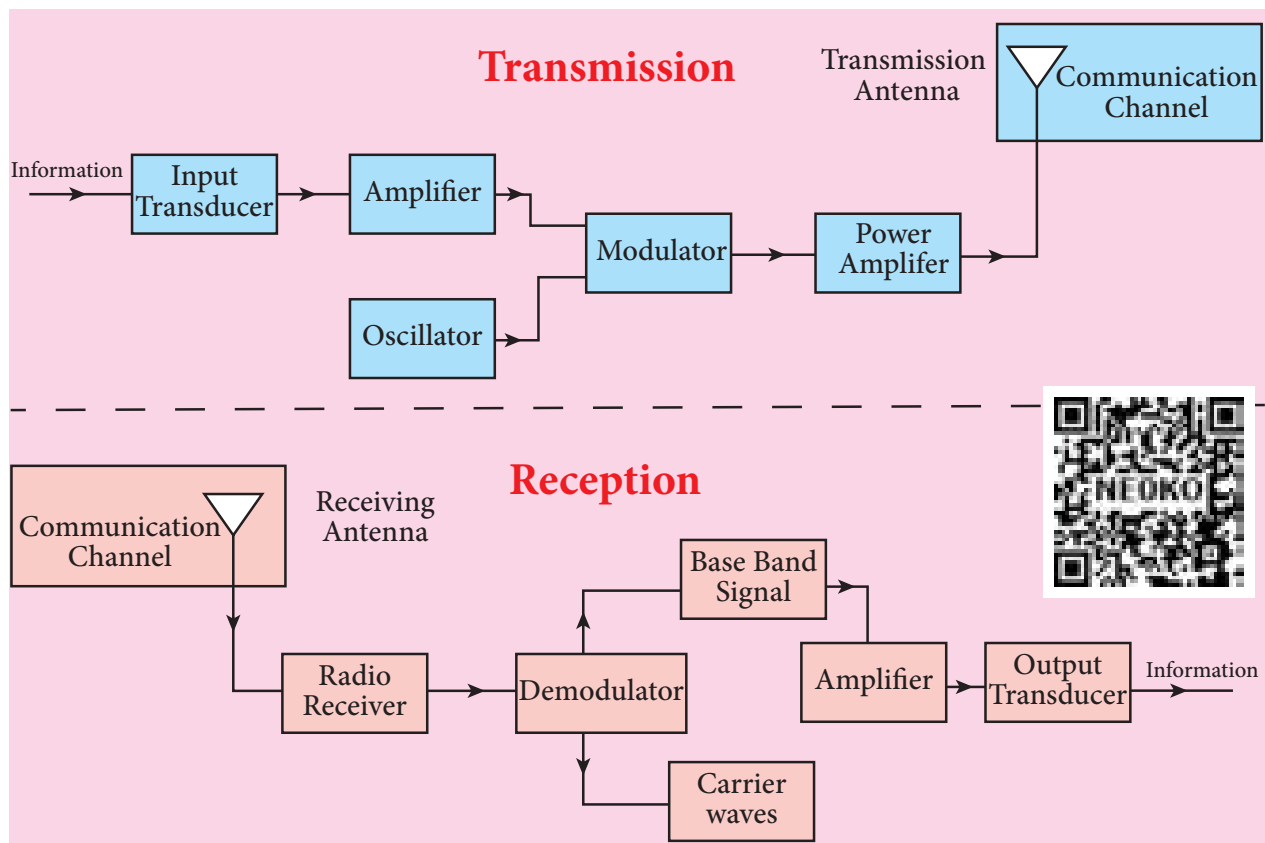 Transmission
Transmission
Antenna
Communication
Channel
Information
Input
Transducer
Amplifier
Modulator
Power
Amplifer
Oscillator
Reception
NEOKO
Communication
Channel
Receiving
Antenna
Base Band
Signal
Radio
Receiver
Demodulator
Amplifier
Output
Transducer
Information
Carrier
waves